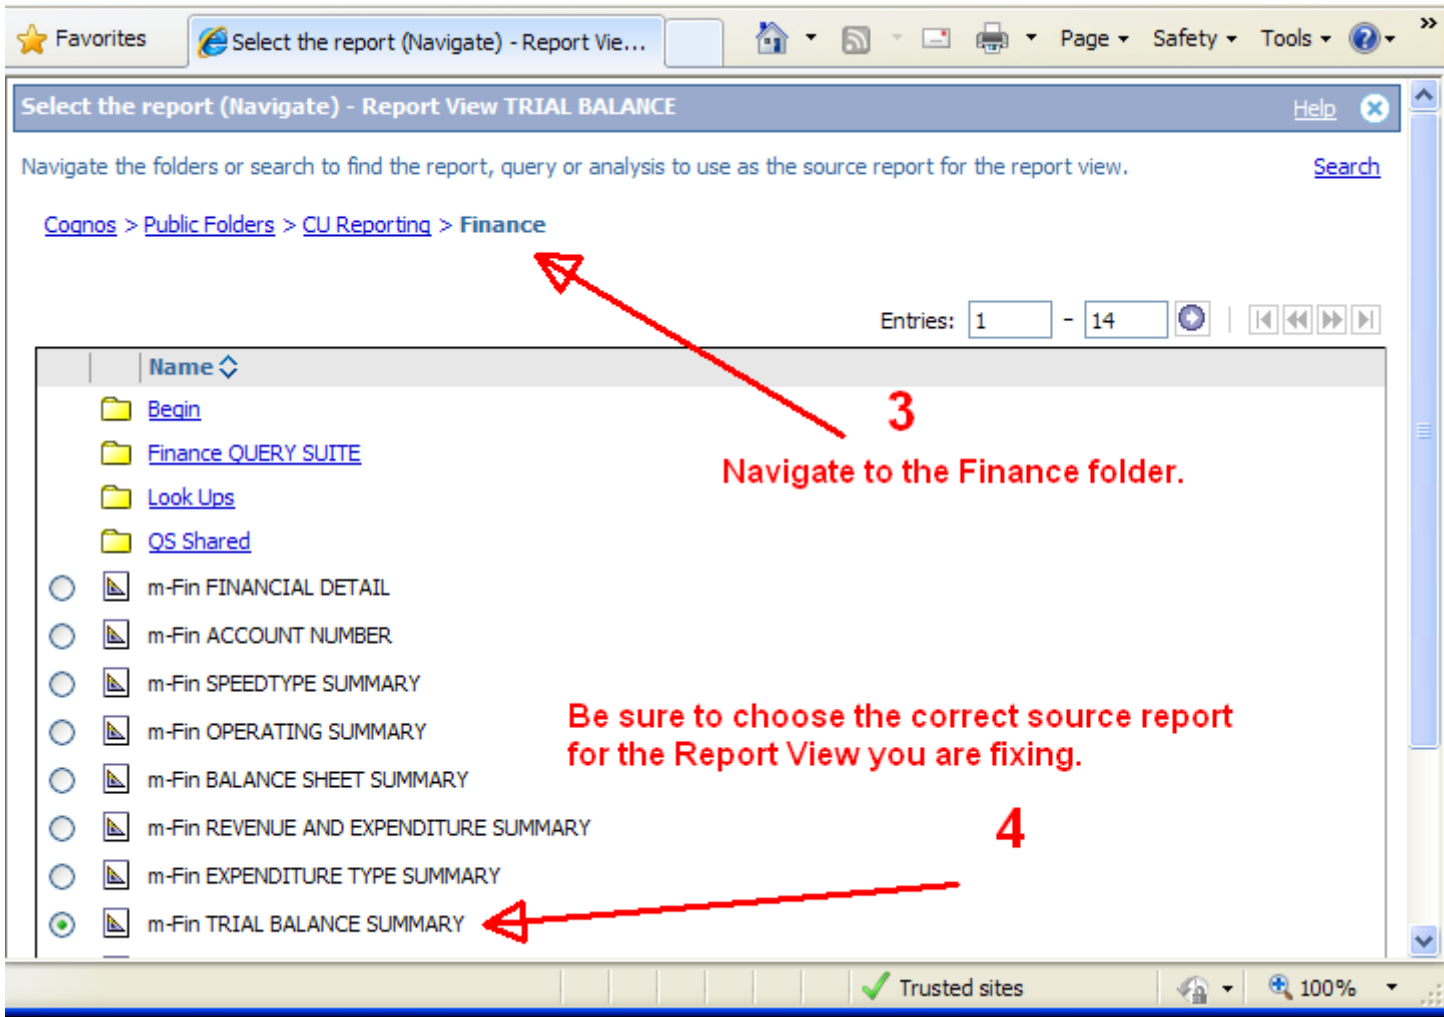 Favorites
Select the report (Navigate) - Report Vie...
Page
Safety
Tools
»
Select the report (Navigate) - Report View TRIAL BALANCE
Help
Navigate the folders or search to find the report, query or analysis to use as the source report for the report view.
Search
Cognos > Public Folders > CU Reporting > Finance
Entries: 1 - 14
Name
Begin
3
Finance QUERY SUITE
Navigate to the Finance folder.
Look Ups
QS Shared
m-Fin FINANCIAL DETAIL
m-Fin ACCOUNT NUMBER
m-Fin SPEEDTYPE SUMMARY
Be sure to choose the correct source report
for the Report View you are fixing.
m-Fin OPERATING SUMMARY
m-Fin BALANCE SHEET SUMMARY
m-Fin REVENUE AND EXPENDITURE SUMMARY
4
m-Fin EXPENDITURE TYPE SUMMARY
m-Fin TRIAL BALANCE SUMMARY
Trusted sites
100%